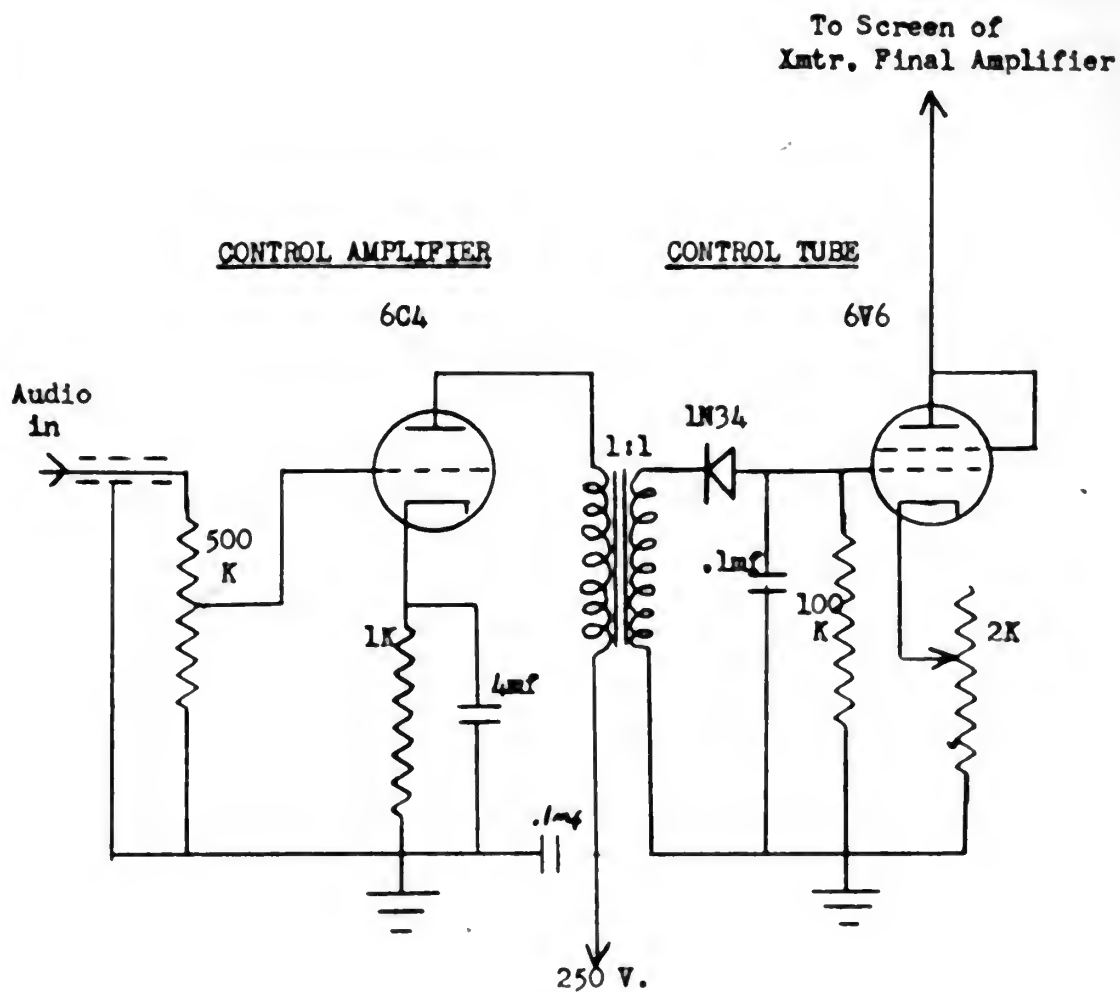 To Screen of
Xmtr. Final Amplifier
CONTROL AMPLIFIER
CONTROL TUBE
6C4
6V6
Audio
in
1N34
1:1
500
K
.1mf
100
K
2K
1K
4mf
.1mf
250 V.